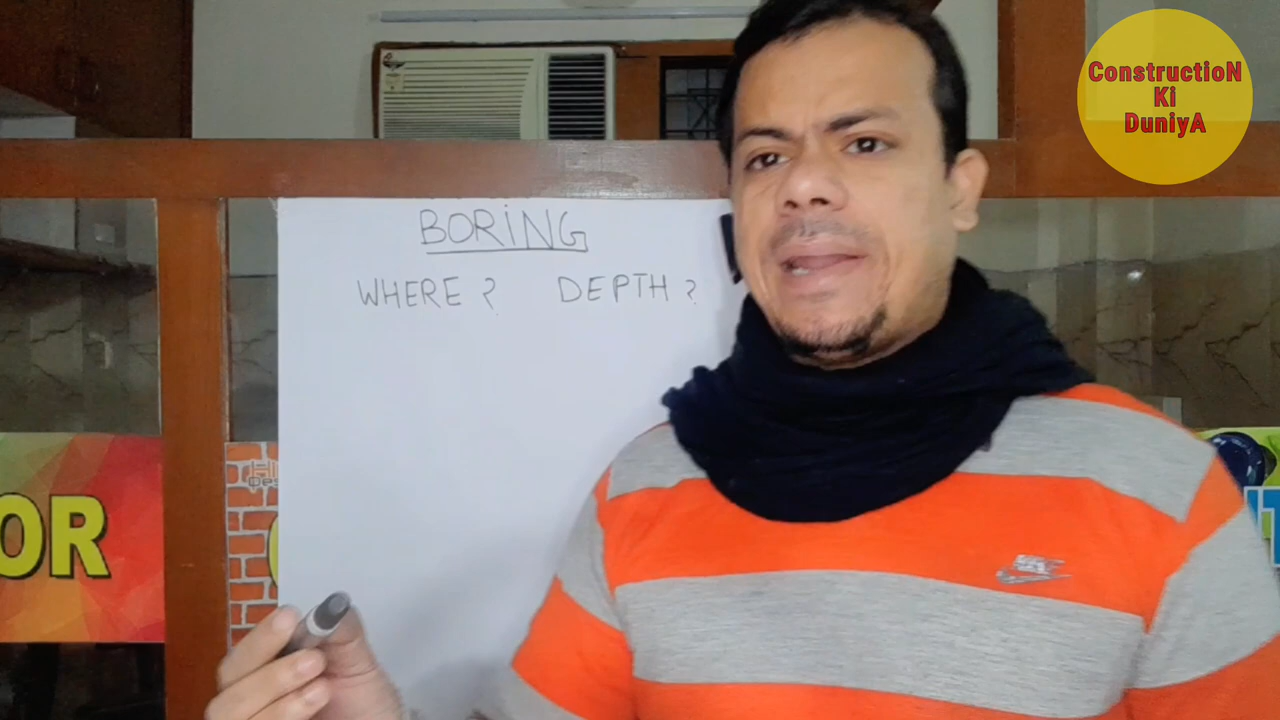 ConstructioN
Ki
DuniyA
BORiNG
WHERE ? DEPTH ?
OR